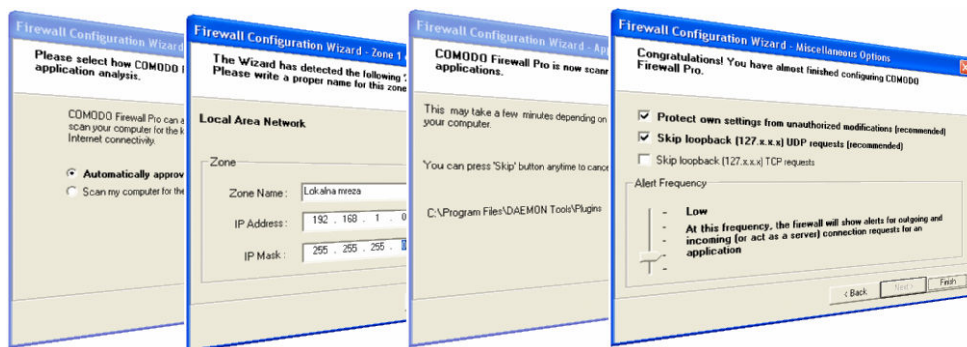 Firewall Configuration Wizard
Please select how COMODO
application analysis.
COMODO Firewall Pro can a
scan your computer for the k
Internet connectivity.
Automatically approv
Scan my computer for the
Firewall Configuration Wizard - Zone 1
The Wizard has detected the following
Please write a proper name for this zone
Local Area Network
Zone
Zone Name:
Lokalna mreza
IP Address:
192 . 168 . 1 . 0
IP Mask:
255 . 255 . 255 . 0
Firewall Configuration Wizard - Ap
COMODO Firewall Pro is now scan
applications.
This may take a few minutes depending on
your computer.
You can press 'Skip' button anytime to cance
C:\Program Files\DAEMON Tools\Plugins
Firewall Configuration Wizard - Miscellaneous Options
Congratulations! You have almost finished configuring COMODO
Firewall Pro.
Protect own settings from unauthorized modifications (recommended)
Skip loopback (127.x.x.x) UDP requests (recommended)
Skip loopback (127.x.x.x) TCP requests
Alert Frequency
Low
At this frequency, the firewall will show alerts for outgoing and
incoming (or act as a server) connection requests for an
application
< Back
Next >
Finish